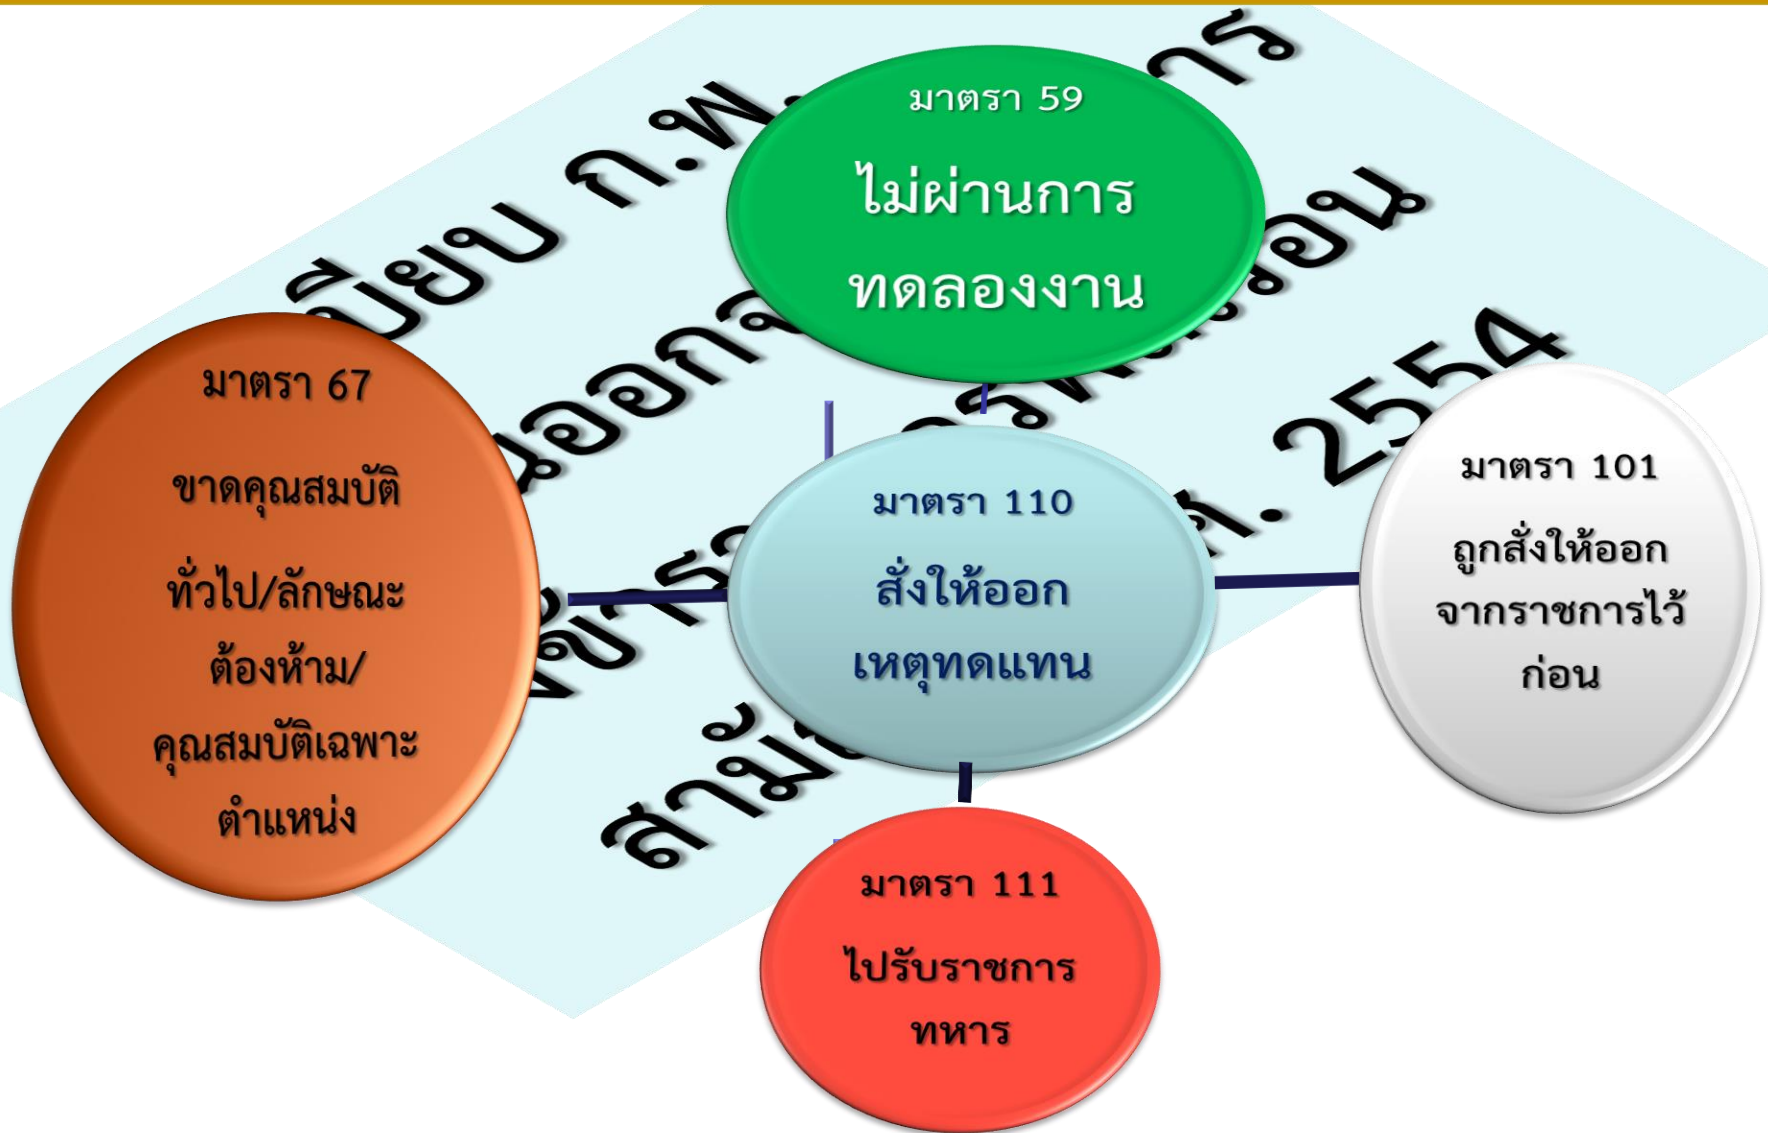 มาตรา 59
ไม่ผ่านการ
ทดลองงาน
มาตรา 67
ขาดคุณสมบัติ
ทั่วไป/ลักษณะ
ต้องห้าม/
คุณสมบัติเฉพาะ
ตำแหน่ง
มาตรา 110
สั่งให้ออก
เหตุทดแทน
มาตรา 101
ถูกสั่งให้ออก
จากราชการไว้
ก่อน
มาตรา 111
ไปรับราชการ
ทหาร
ก.พ.
2554